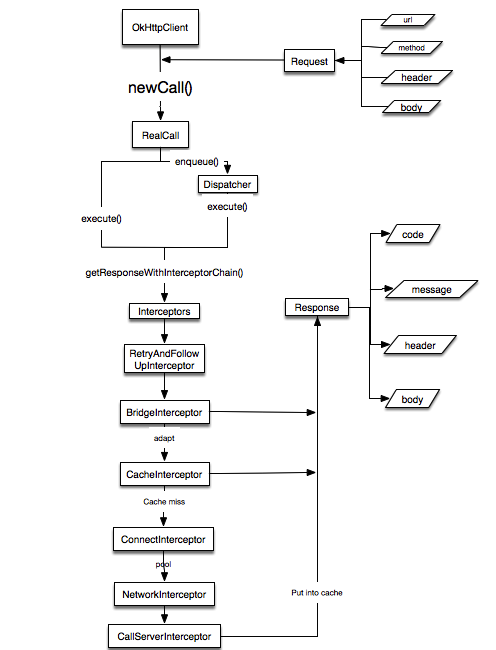 OkHttpClient
url
method
header
body
Request
newCall()
RealCall
enqueue()
Dispatcher
execute()
execute()
getResponseWithInterceptorChain()
Interceptors
RetryAndFollow
UpInterceptor
BridgeInterceptor
adapt
CacheInterceptor
Cache miss
ConnectInterceptor
pool
NetworkInterceptor
CallServerInterceptor
Put into cache
Response
code
message
header
body